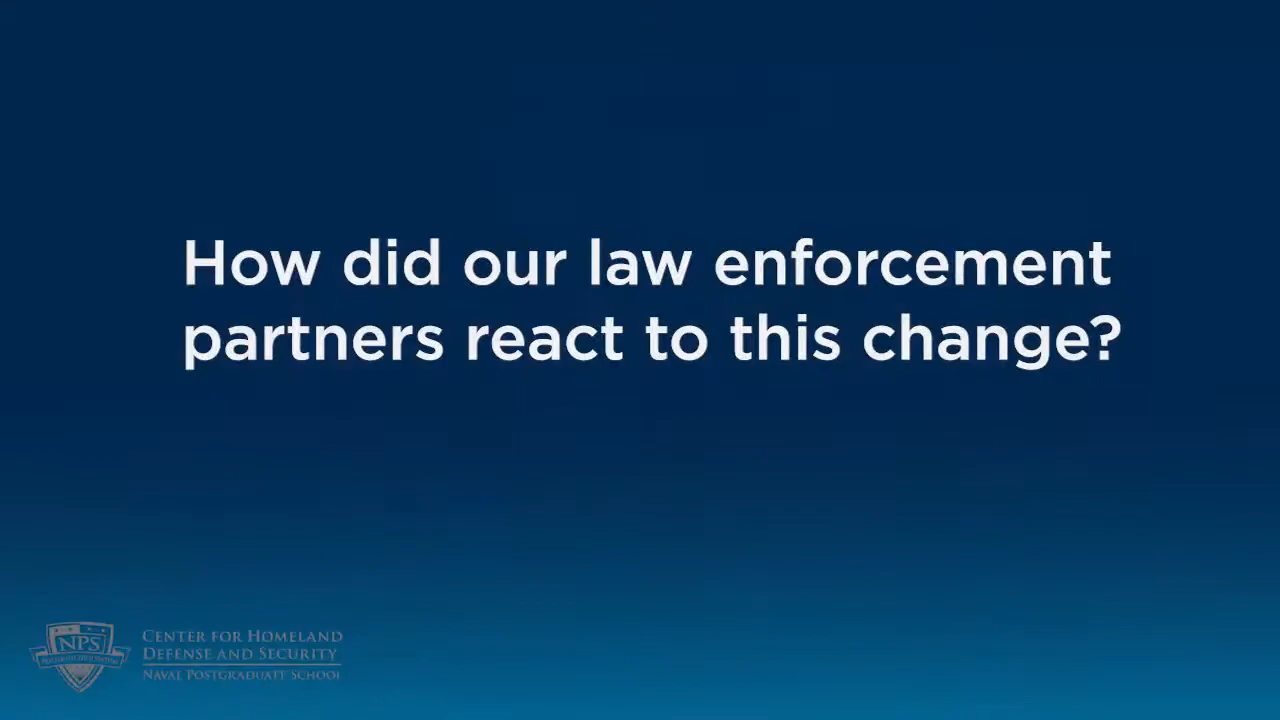 How did our law enforcement
partners react to this change?
NPS
CENTER FOR HOMELAND
DEFENSE AND SECURITY
NAVAL POSTGRADUATE SCHOOL